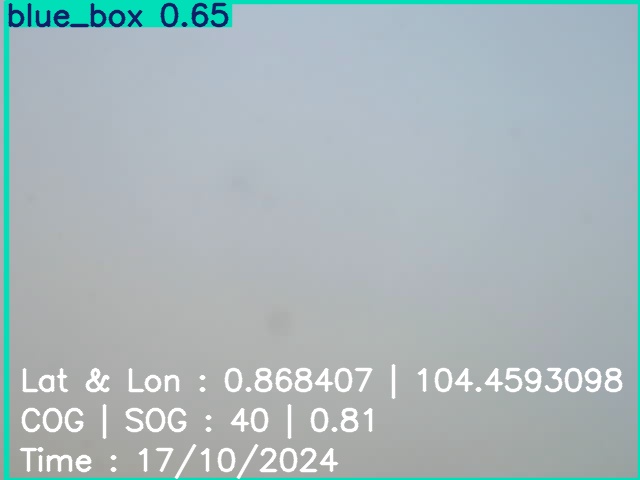 blue_box 0.65
Lat & Lon : 0.868407 | 104.4593098
COG | SOG : 40 | 0.81
Time : 17/10/2024